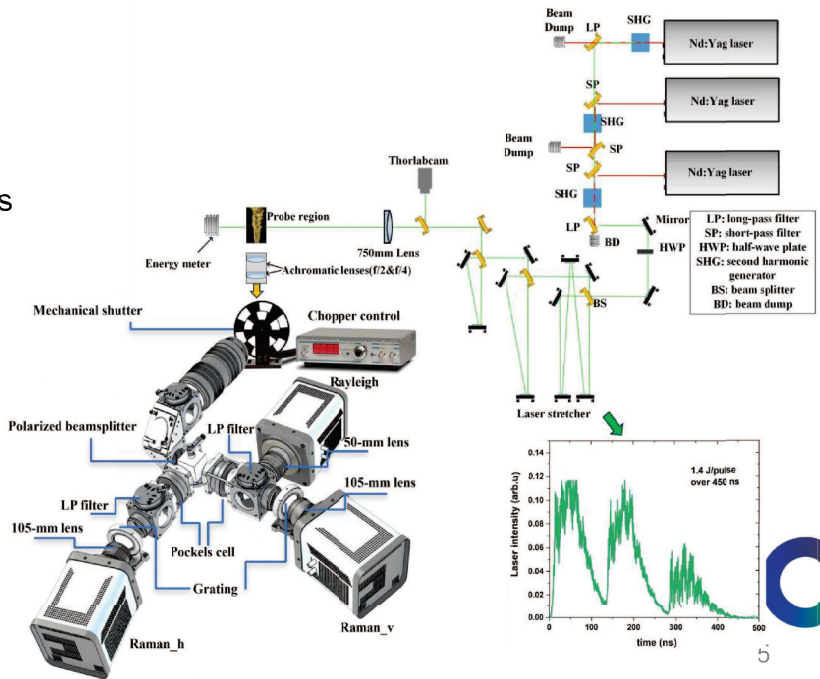 Beam
Dump
LP
SHG
Nd:Yag laser
SP
Nd:Yag laser
SHG
Beam
Dump
SP
SP
Nd:Yag laser
SHG
Thorlabcam
s
Probe region
LP
BD
Mirror
HWP
LP: long-pass filter
SP: short-pass filter
HWP: half-wave plate
SHG: second harmonic
generator
BS: beam splitter
BD: beam dump
750mm Lens
Energy meter
Achromatic lenses(f/2&f/4)
BS
Mechanical shutter
Chopper control
Laser stretcher
Rayleigh
Polarized beamsplitter
LP filter
50-mm lens
LP filter
105-mm lens
105-mm lens
Pockels cell
Grating
Raman_v
Raman_h
1.4 J/pulse
over 450 ns
Laser intensity (arb.u)
0.14
0.12
0.10
0.08
0.06
0.04
0.02
0.00
0
100
200
300
400
500
time (ns)
5